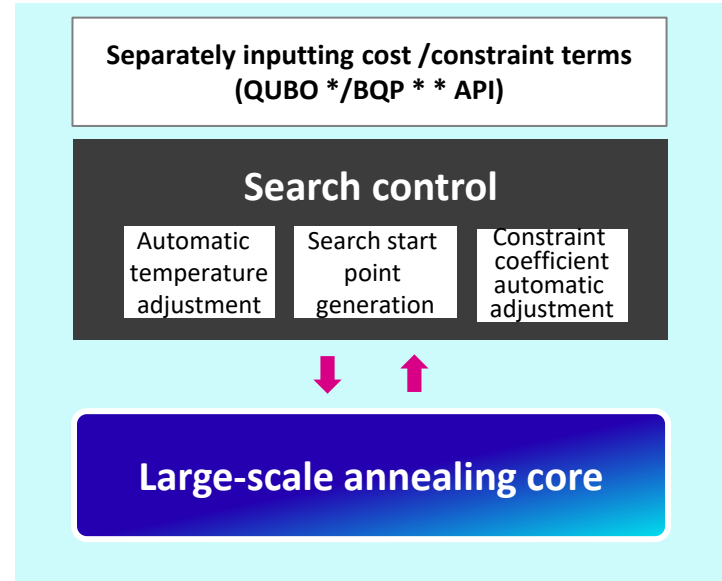 Separately inputting cost /constraint terms
(QUBO */BQP * * API)
Search control
Automatic
temperature
adjustment
Search start
point
generation
Constraint
coefficient
automatic
adjustment
Large-scale annealing core